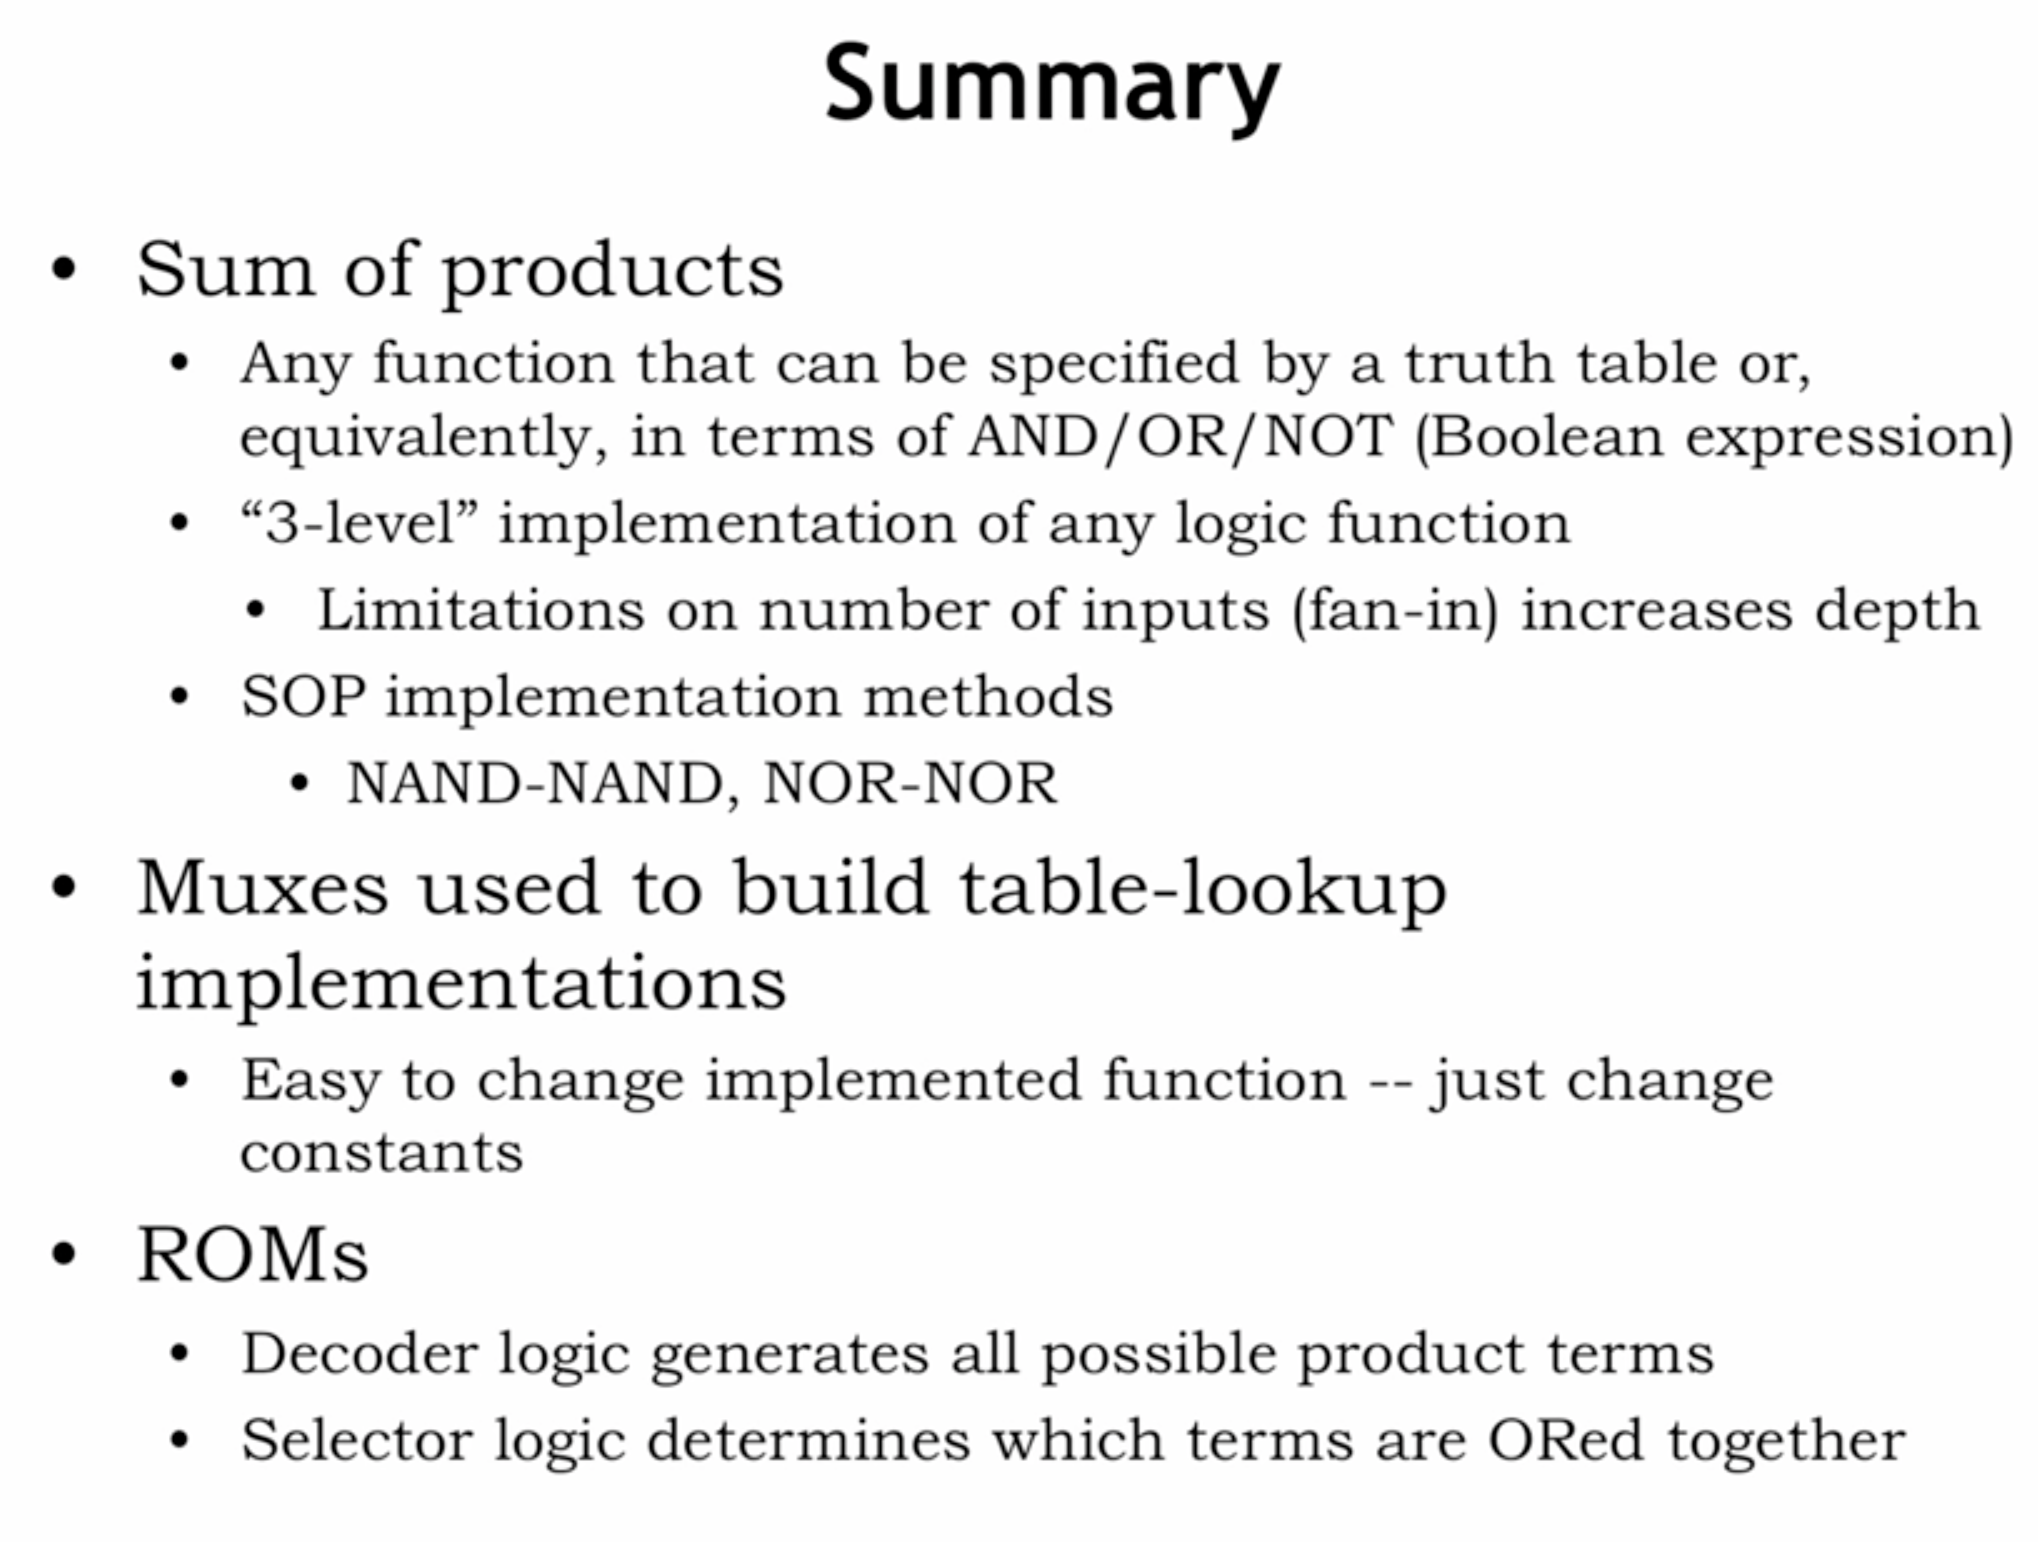 Summary
• Sum of products
• Any function that can be specified by a truth table or,
equivalently, in terms of AND/OR/NOT (Boolean expression)
• “3-level” implementation of any logic function
• Limitations on number of inputs (fan-in) increases depth
• SOP implementation methods
• NAND-NAND, NOR-NOR
• Muxes used to build table-lookup
implementations
• Easy to change implemented function -- just change
constants
• ROMs
• Decoder logic generates all possible product terms
• Selector logic determines which terms are ORed together